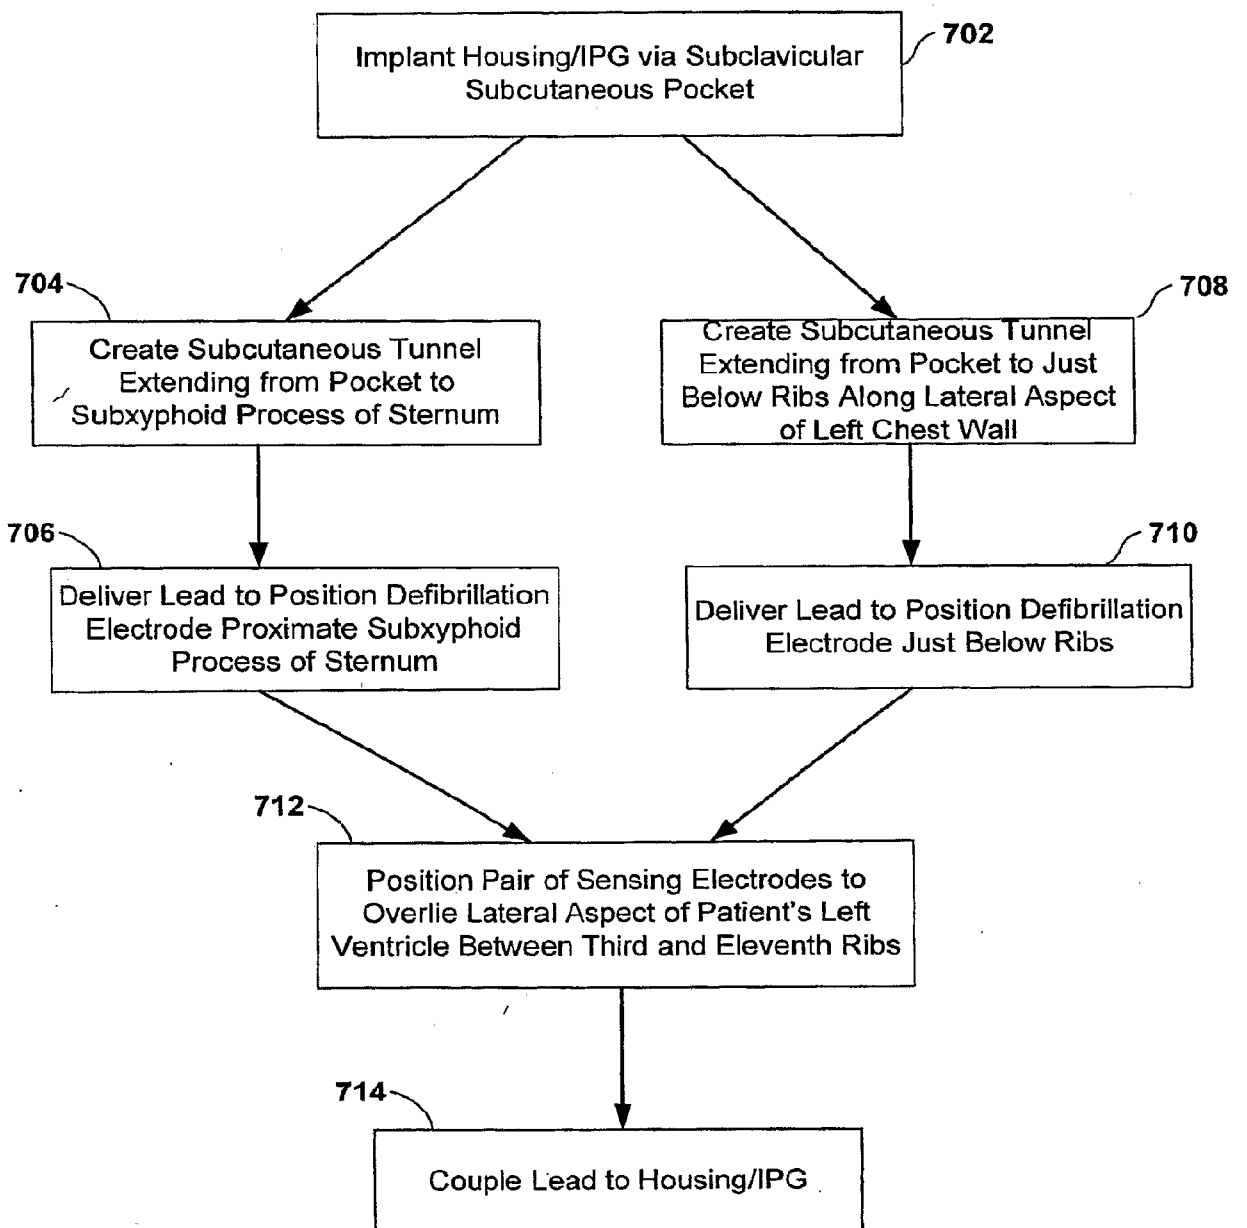 702
Implant Housing/IPG via Subclavicular
Subcutaneous Pocket
704
Create Subcutaneous Tunnel
Extending from Pocket to
Subxyphoid Process of Sternum
708
Create Subcutaneous Tunnel
Extending from Pocket to Just
Below Ribs Along Lateral Aspect
of Left Chest Wall
706
Deliver Lead to Position Defibrillation
Electrode Proximate Subxyphoid
Process of Sternum
710
Deliver Lead to Position Defibrillation
Electrode Just Below Ribs
712
Position Pair of Sensing Electrodes to
Overlie Lateral Aspect of Patient's Left
Ventricle Between Third and Eleventh Ribs
714
Couple Lead to Housing/IPG